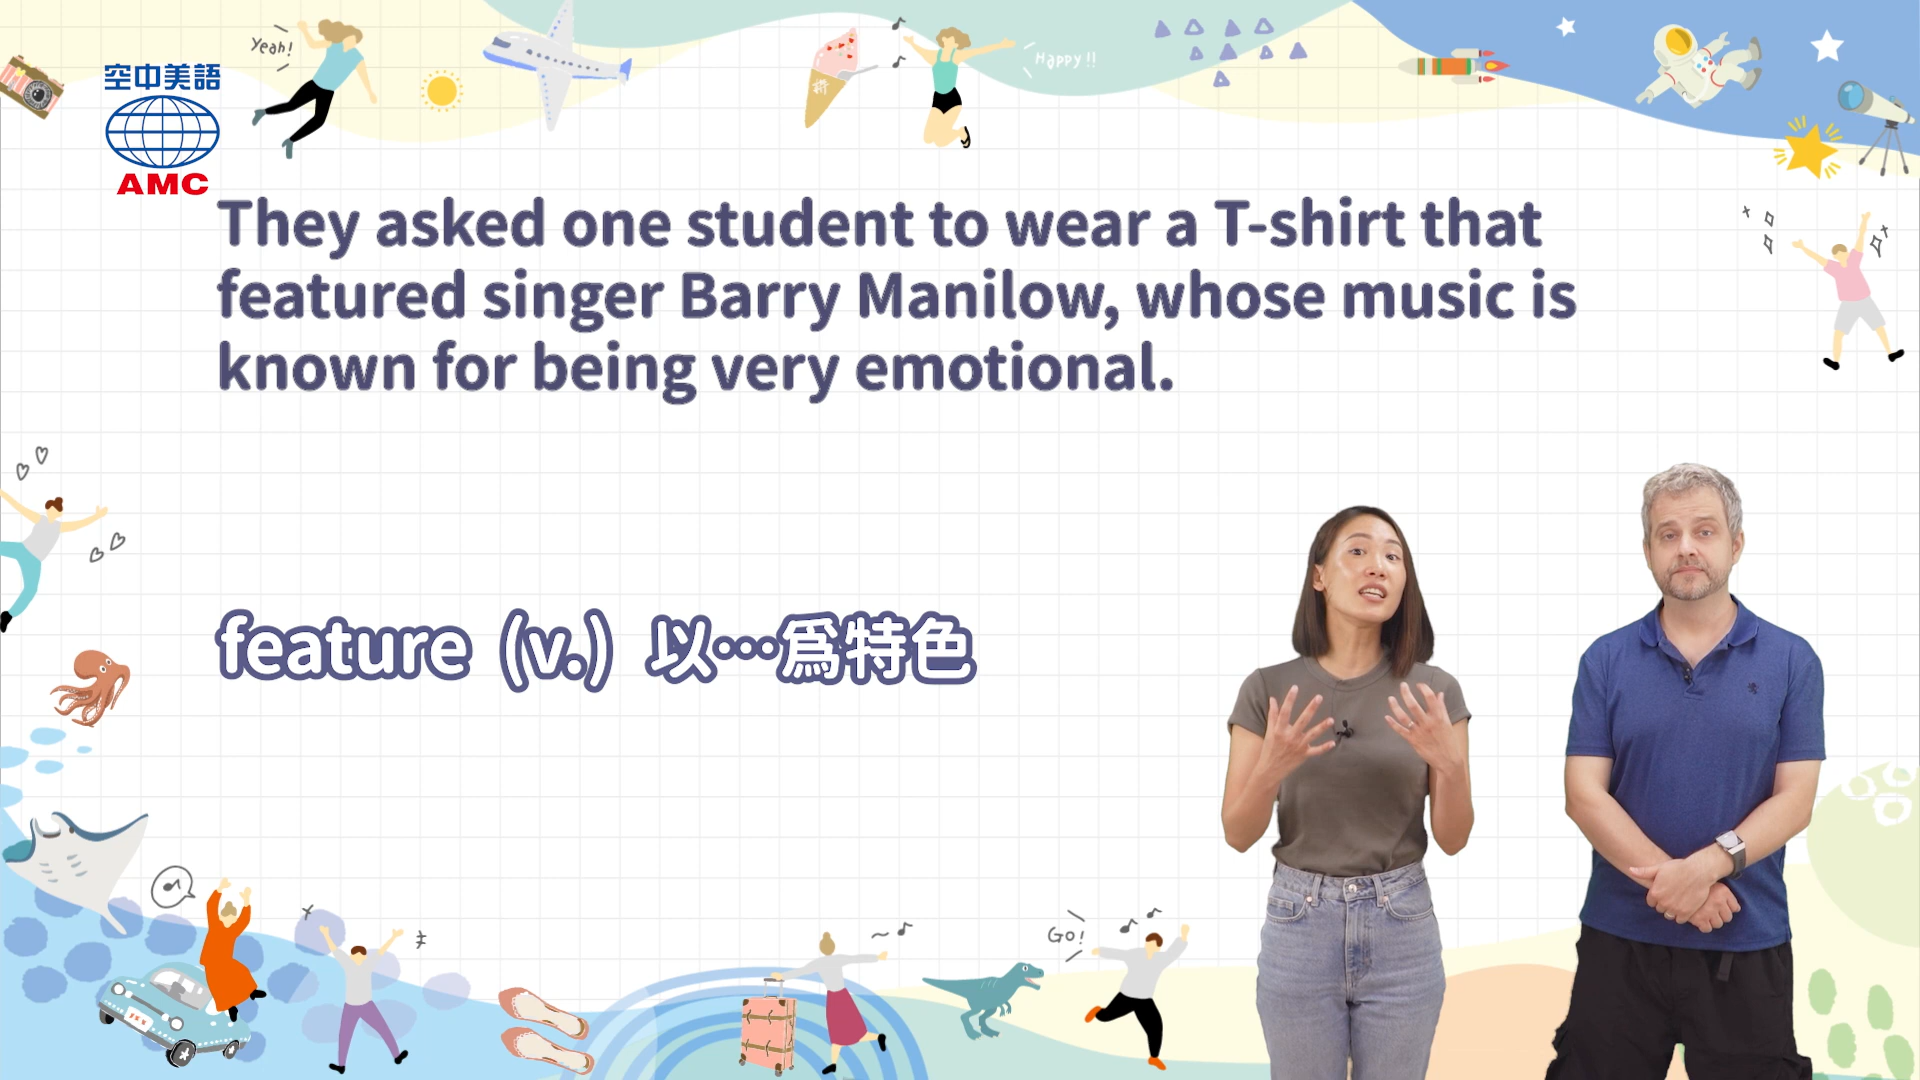 Yeah!
Happy!!
空中美語
AMC
They asked one student to wear a T-shirt that
featured singer Barry Manilow, whose music is
known for being very emotional.
feature (v.) 以…為特色
Go!